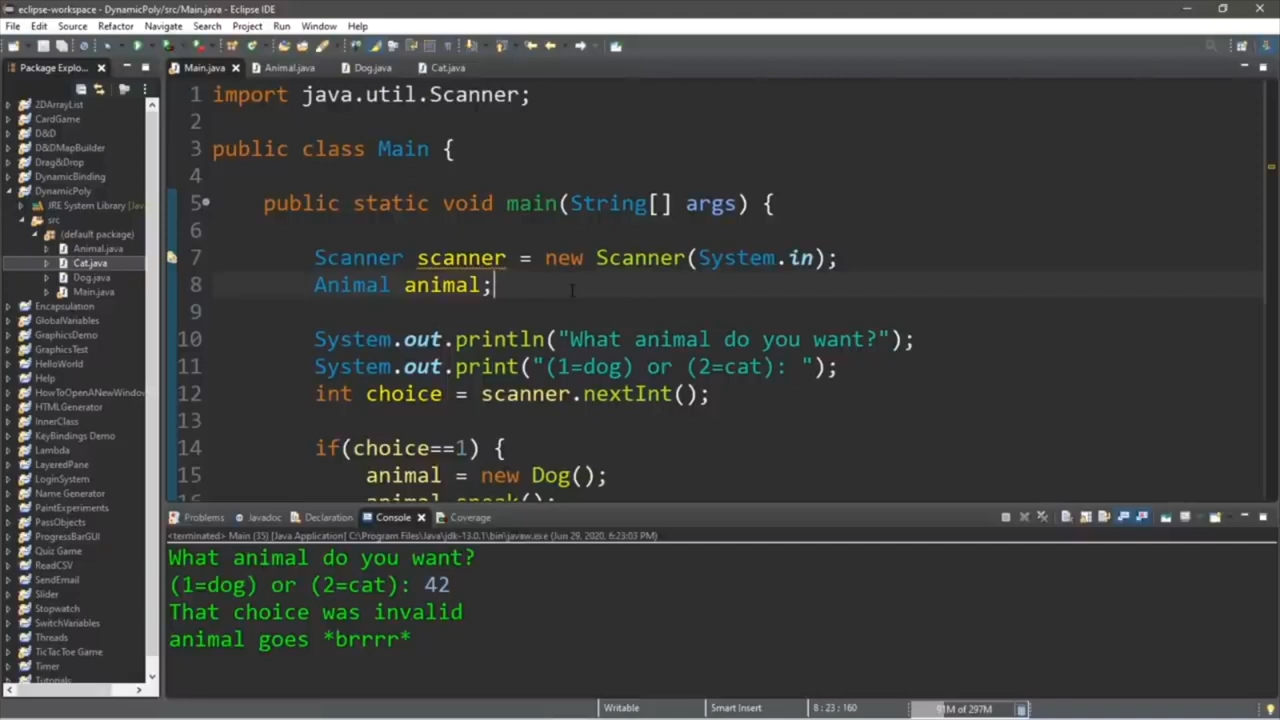 eclipse-workspace - DynamicPoly/src/Main.java - Eclipse IDE
File Edit Source Refactor Navigate Search Project Run Window Help
Package Explo...
Main.java Animal.java Dog.java Cat.java
2DArrayList
CardGame
D&D
D&DMapBuilder
Drag&Drop
DynamicBinding
DynamicPoly
JRE System Library [Jav
src
(default package)
Animal.java
Cat.java
Dog.java
Main.java
Encapsulation
GlobalVariables
GraphicsDemo
GraphicsTest
HelloWorld
Help
HowToOpenANewWindow
HTMLGenerator
InnerClass
KeyBindings Demo
Lambda
LayeredPane
LoginSystem
Name Generator
PaintExperiments
PassObjects
ProgressBarGUI
Quiz Game
ReadCSV
SendEmail
Slider
Stopwatch
SwitchVariables
Threads
TicTacToe Game
Timer
Tutorials
1 import java.util.Scanner;
2
3 public class Main {
4
5 public static void main(String[] args) {
6
7 Scanner scanner = new Scanner(System.in);
8 Animal animal;
9
10 System.out.println("What animal do you want?");
11 System.out.print("(1=dog) or (2=cat): ");
12 int choice = scanner.nextInt();
13
14 if(choice==1) {
15 animal = new Dog();
16 animal.speak();
Problems Javadoc Declaration Console Coverage
<terminated> Main (35) [Java Application] C:\Program Files\Java\jdk-13.0.1\bin\javaw.exe (Jun 29, 2020, 6:23:03 PM)
What animal do you want?
(1=dog) or (2=cat): 42
That choice was invalid
animal goes *brrrr*
Writable Smart Insert 8 : 23 : 160 91M of 297M